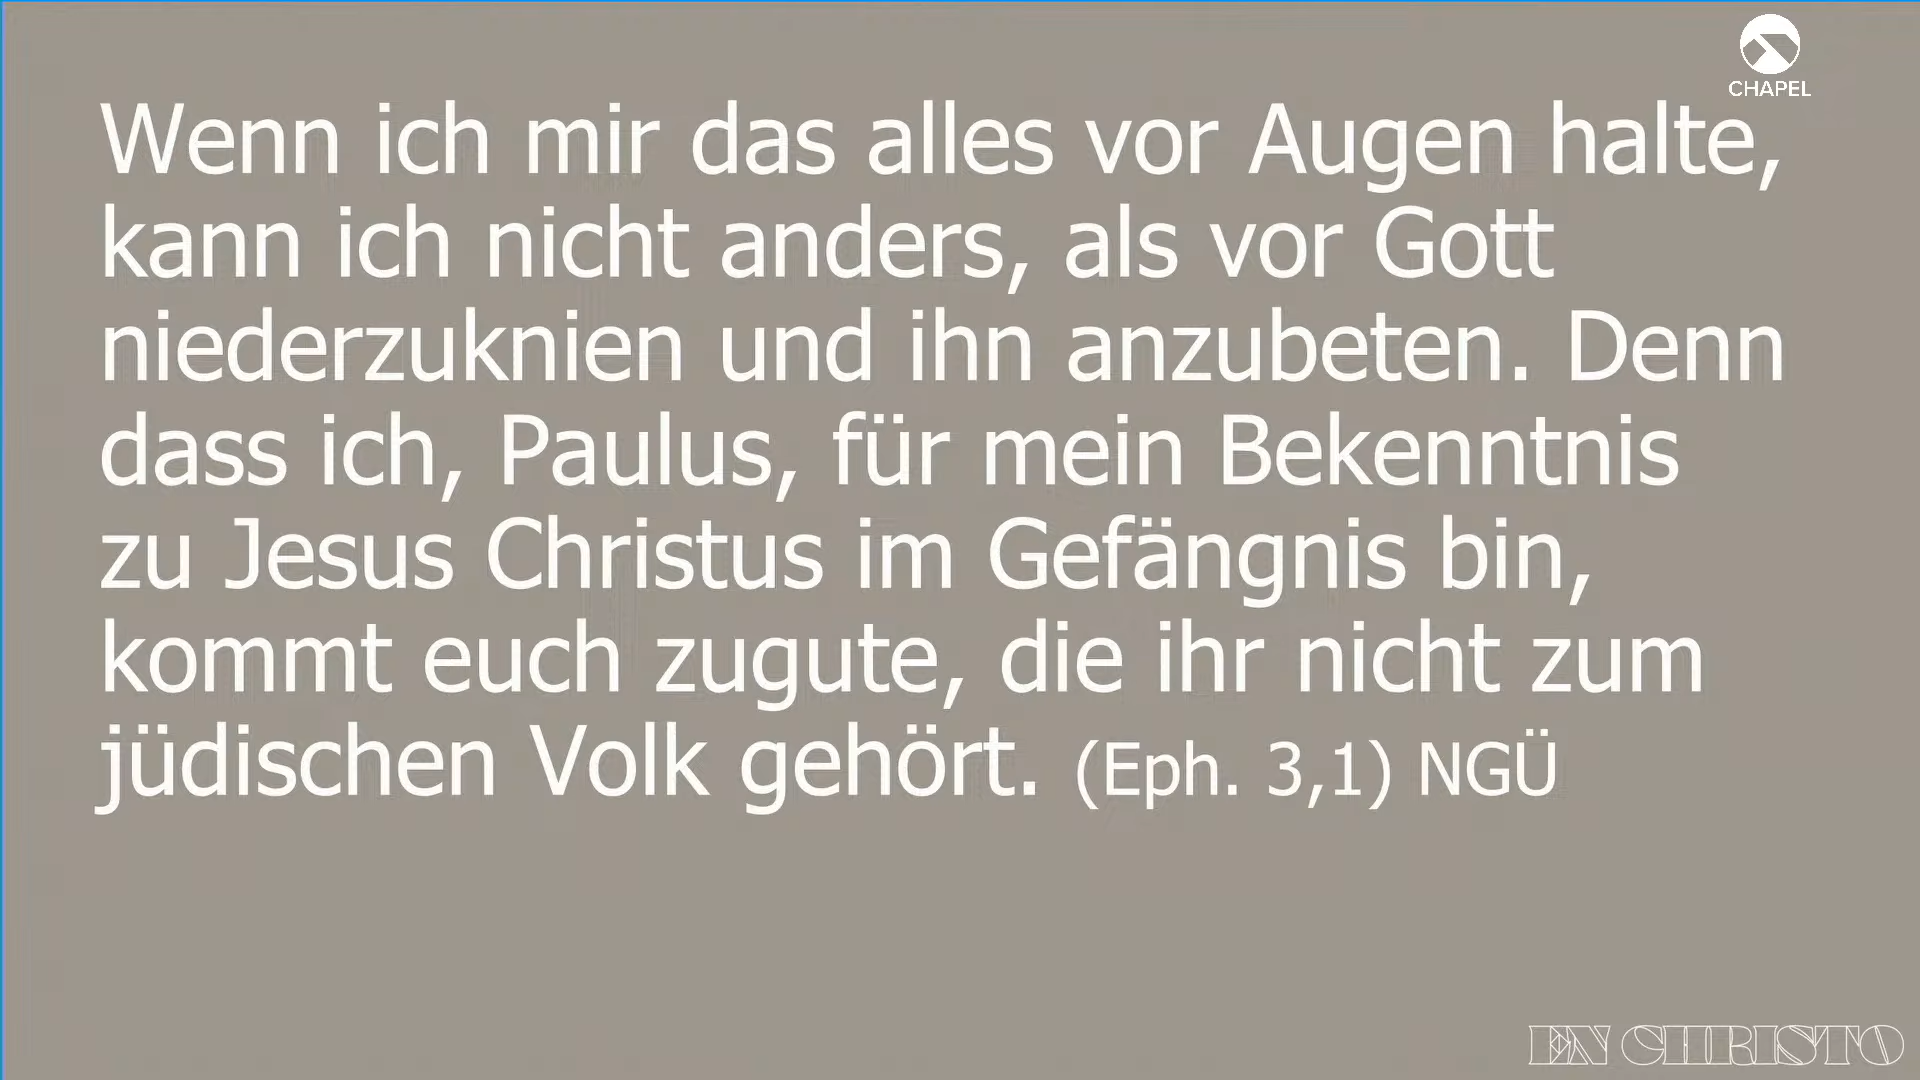 CHAPEL
Wenn ich mir das alles vor Augen halte,
kann ich nicht anders, als vor Gott
niederzuknien und ihn anzubeten. Denn
dass ich, Paulus, für mein Bekenntnis
zu Jesus Christus im Gefängnis bin,
kommt euch zugute, die ihr nicht zum
jüdischen Volk gehört. (Eph. 3,1) NGÜ
EN CHRISTO